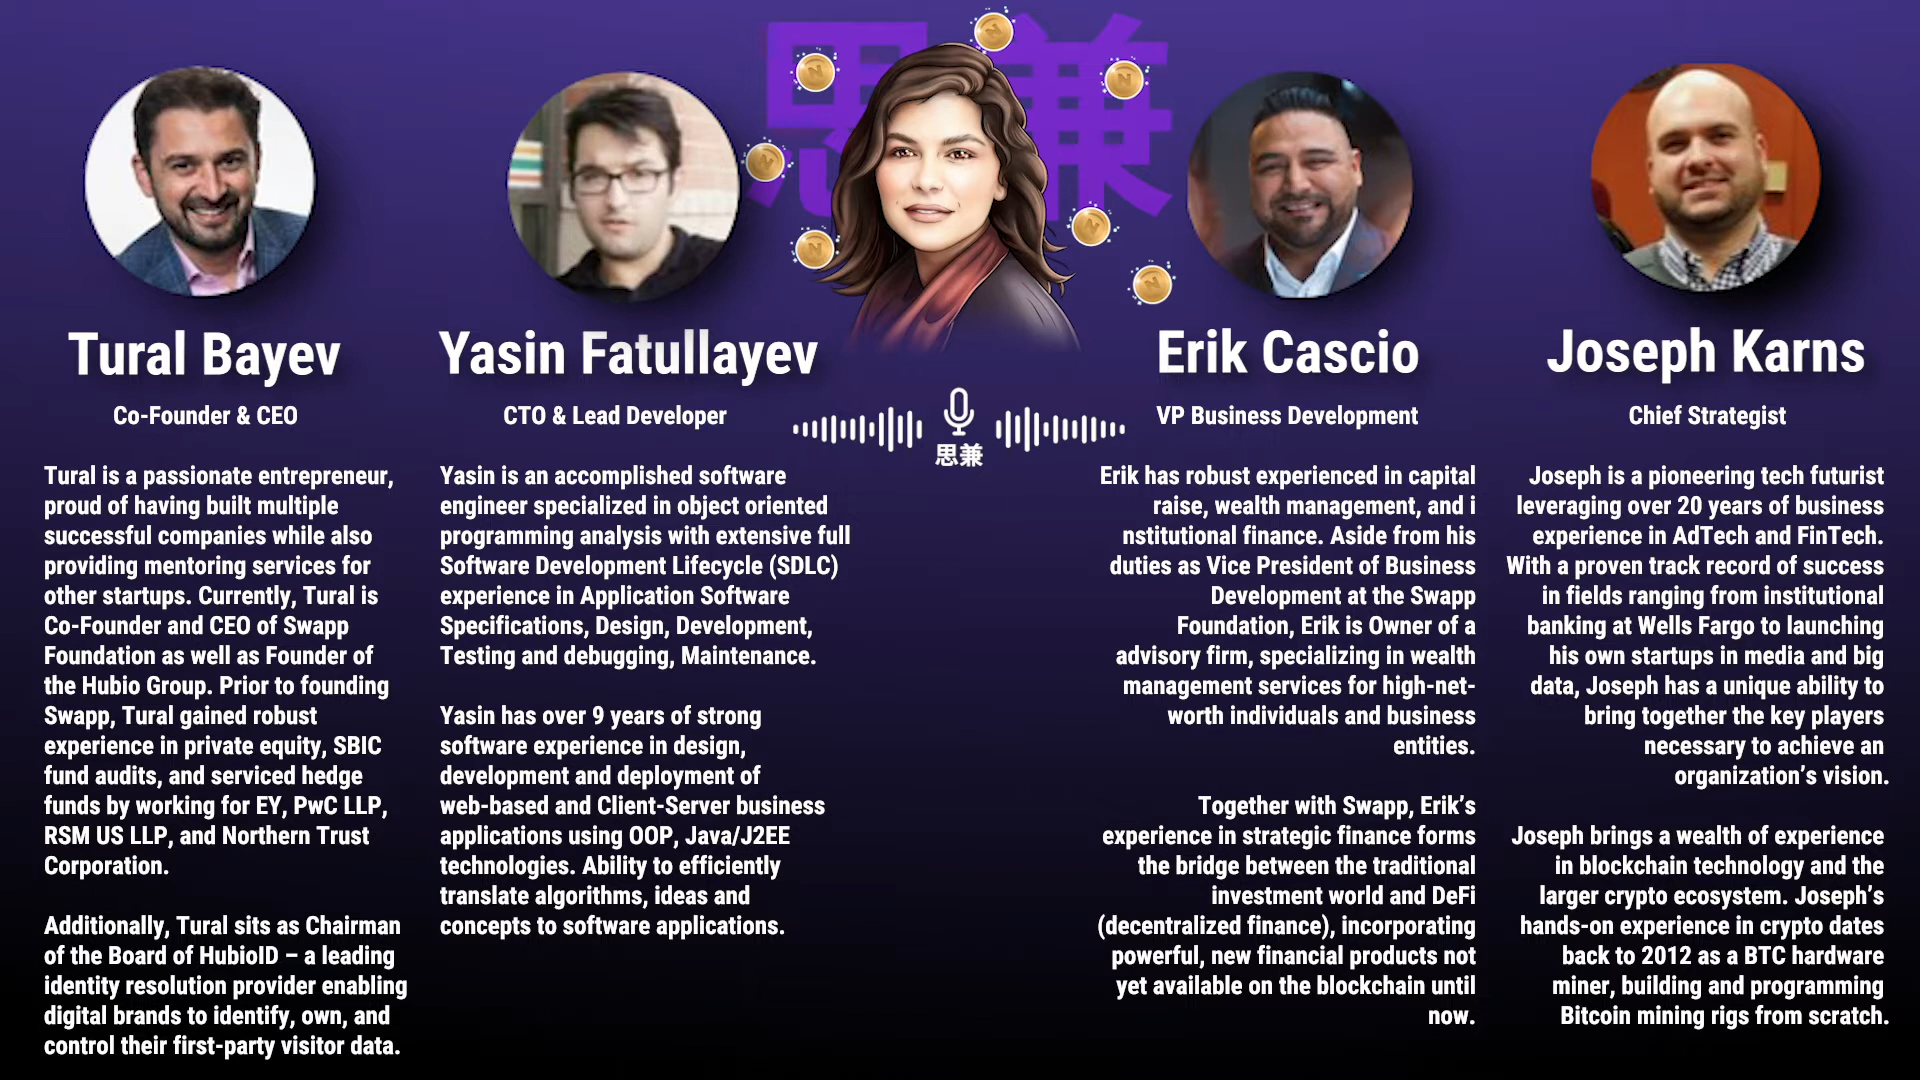 思兼
Tural Bayev
Co-Founder & CEO
Tural is a passionate entrepreneur,
proud of having built multiple
successful companies while also
providing mentoring services for
other startups. Currently, Tural is
Co-Founder and CEO of Swapp
Foundation as well as Founder of
the Hubio Group. Prior to founding
Swapp, Tural gained robust
experience in private equity, SBIC
fund audits, and serviced hedge
funds by working for EY, PwC LLP,
RSM US LLP, and Northern Trust
Corporation.
Additionally, Tural sits as Chairman
of the Board of HubioID – a leading
identity resolution provider enabling
digital brands to identify, own, and
control their first-party visitor data.
Yasin Fatullayev
CTO & Lead Developer
Yasin is an accomplished software
engineer specialized in object oriented
programming analysis with extensive full
Software Development Lifecycle (SDLC)
experience in Application Software
Specifications, Design, Development,
Testing and debugging, Maintenance.
Yasin has over 9 years of strong
software experience in design,
development and deployment of
web-based and Client-Server business
applications using OOP, Java/J2EE
technologies. Ability to efficiently
translate algorithms, ideas and
concepts to software applications.
思兼
Erik Cascio
VP Business Development
Erik has robust experienced in capital
raise, wealth management, and i
nstitutional finance. Aside from his
duties as Vice President of Business
Development at the Swapp
Foundation, Erik is Owner of a
advisory firm, specializing in wealth
management services for high-net-
worth individuals and business
entities.
Together with Swapp, Erik’s
experience in strategic finance forms
the bridge between the traditional
investment world and DeFi
(decentralized finance), incorporating
powerful, new financial products not
yet available on the blockchain until
now.
Joseph Karns
Chief Strategist
Joseph is a pioneering tech futurist
leveraging over 20 years of business
experience in AdTech and FinTech.
With a proven track record of success
in fields ranging from institutional
banking at Wells Fargo to launching
his own startups in media and big
data, Joseph has a unique ability to
bring together the key players
necessary to achieve an
organization’s vision.
Joseph brings a wealth of experience
in blockchain technology and the
larger crypto ecosystem. Joseph’s
hands-on experience in crypto dates
back to 2012 as a BTC hardware
miner, building and programming
Bitcoin mining rigs from scratch.